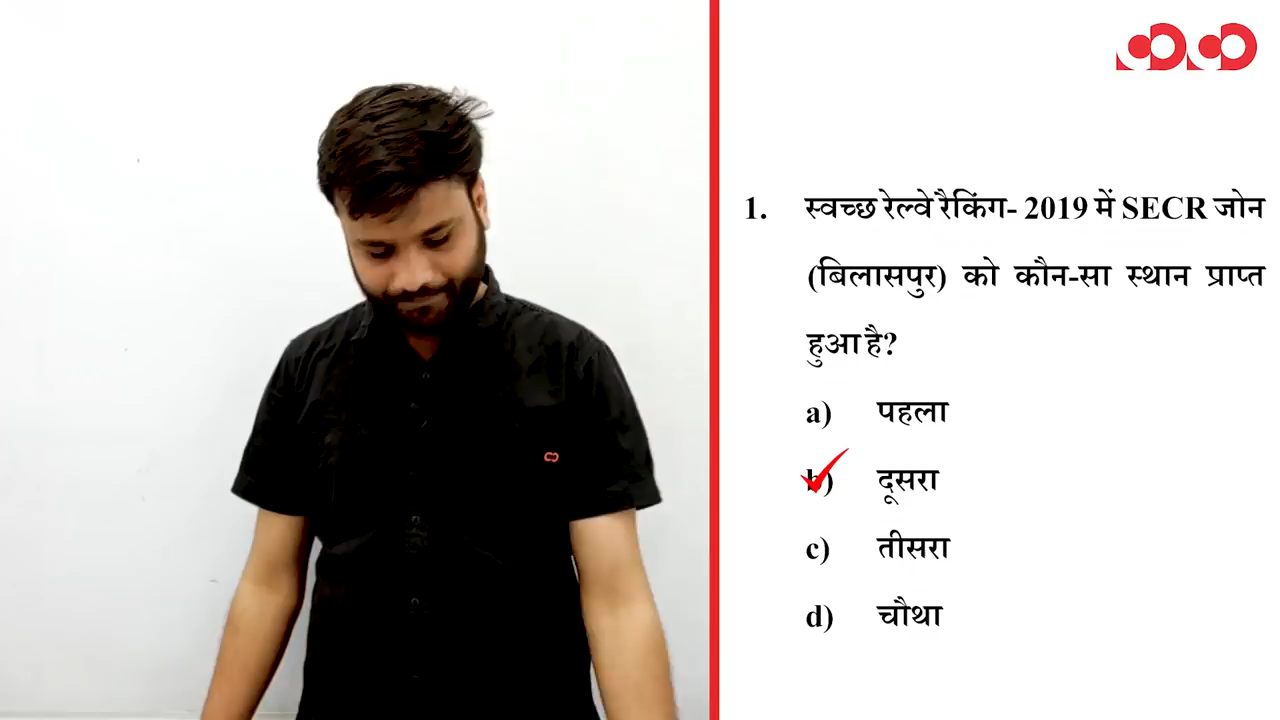 1. स्वच्छ रेल्वे रैकिंग- 2019 में SECR जोन
(बिलासपुर) को कौन-सा स्थान प्राप्त
हुआ है?
a) पहला
b) दूसरा
c) तीसरा
d) चौथा